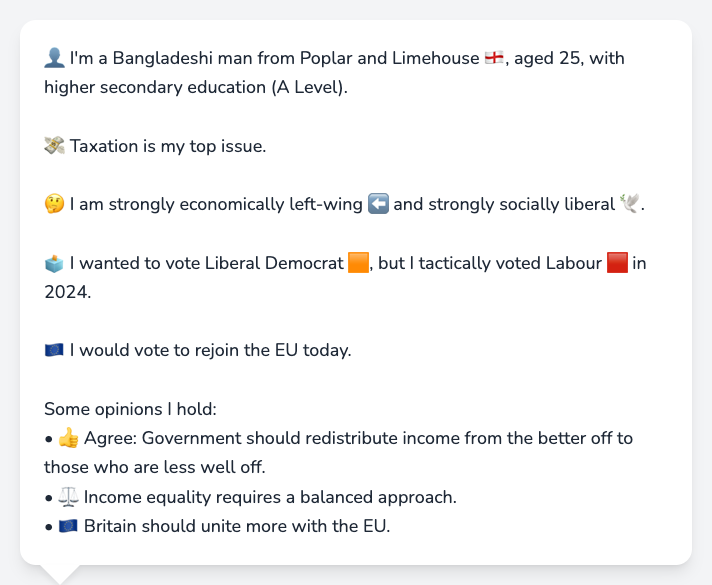 👤 I'm a Bangladeshi man from Poplar and Limehouse 🏴󠁧󠁢󠁥󠁮󠁧󠁿, aged 25, with
higher secondary education (A Level).
💸 Taxation is my top issue.
🤔 I am strongly economically left-wing ⬅️ and strongly socially liberal 🕊️.
🗳️ I wanted to vote Liberal Democrat 🟧, but I tactically voted Labour 🟥 in
2024.
🇪🇺 I would vote to rejoin the EU today.
Some opinions I hold:
• 👍 Agree: Government should redistribute income from the better off to
those who are less well off.
• ⚖️ Income equality requires a balanced approach.
• 🇪🇺 Britain should unite more with the EU.